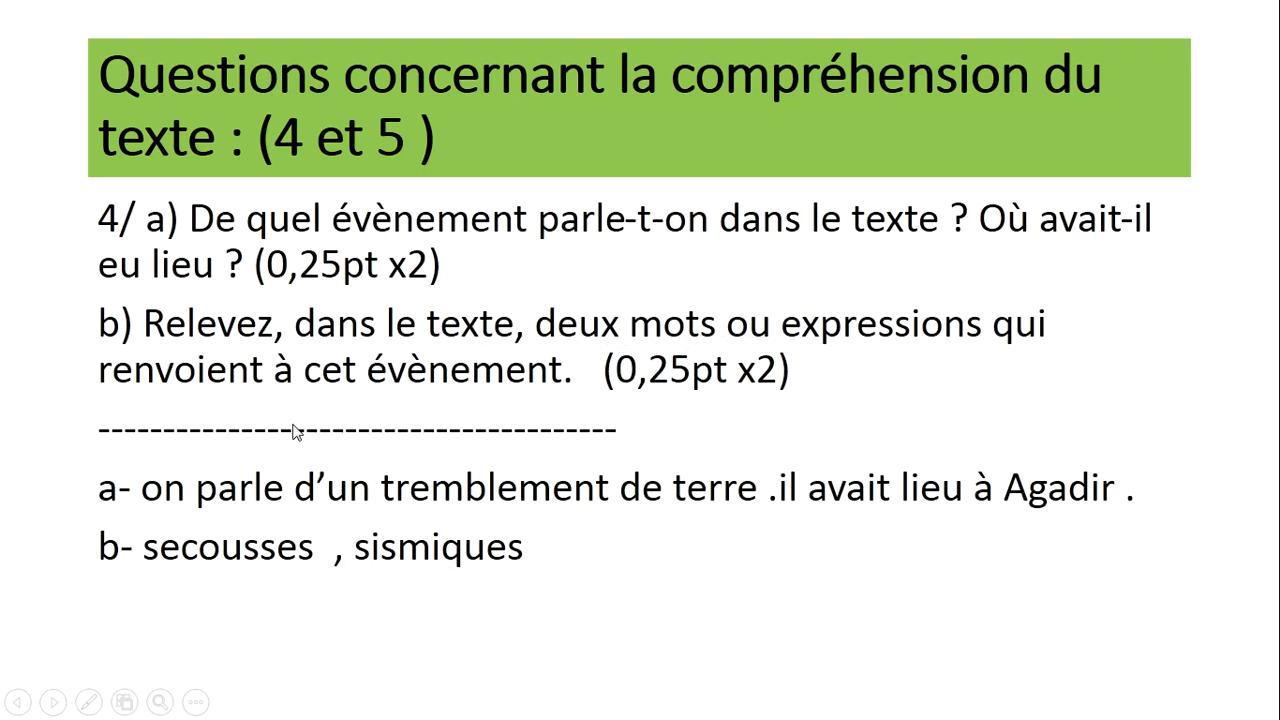 Questions concernant la compréhension du
texte : (4 et 5 )
4/ a) De quel évènement parle-t-on dans le texte ? Où avait-il
eu lieu ? (0,25pt x2)
b) Relevez, dans le texte, deux mots ou expressions qui
renvoient à cet évènement.   (0,25pt x2)
----------------------------------------
a- on parle d’un tremblement de terre .il avait lieu à Agadir .
b- secousses  , sismiques